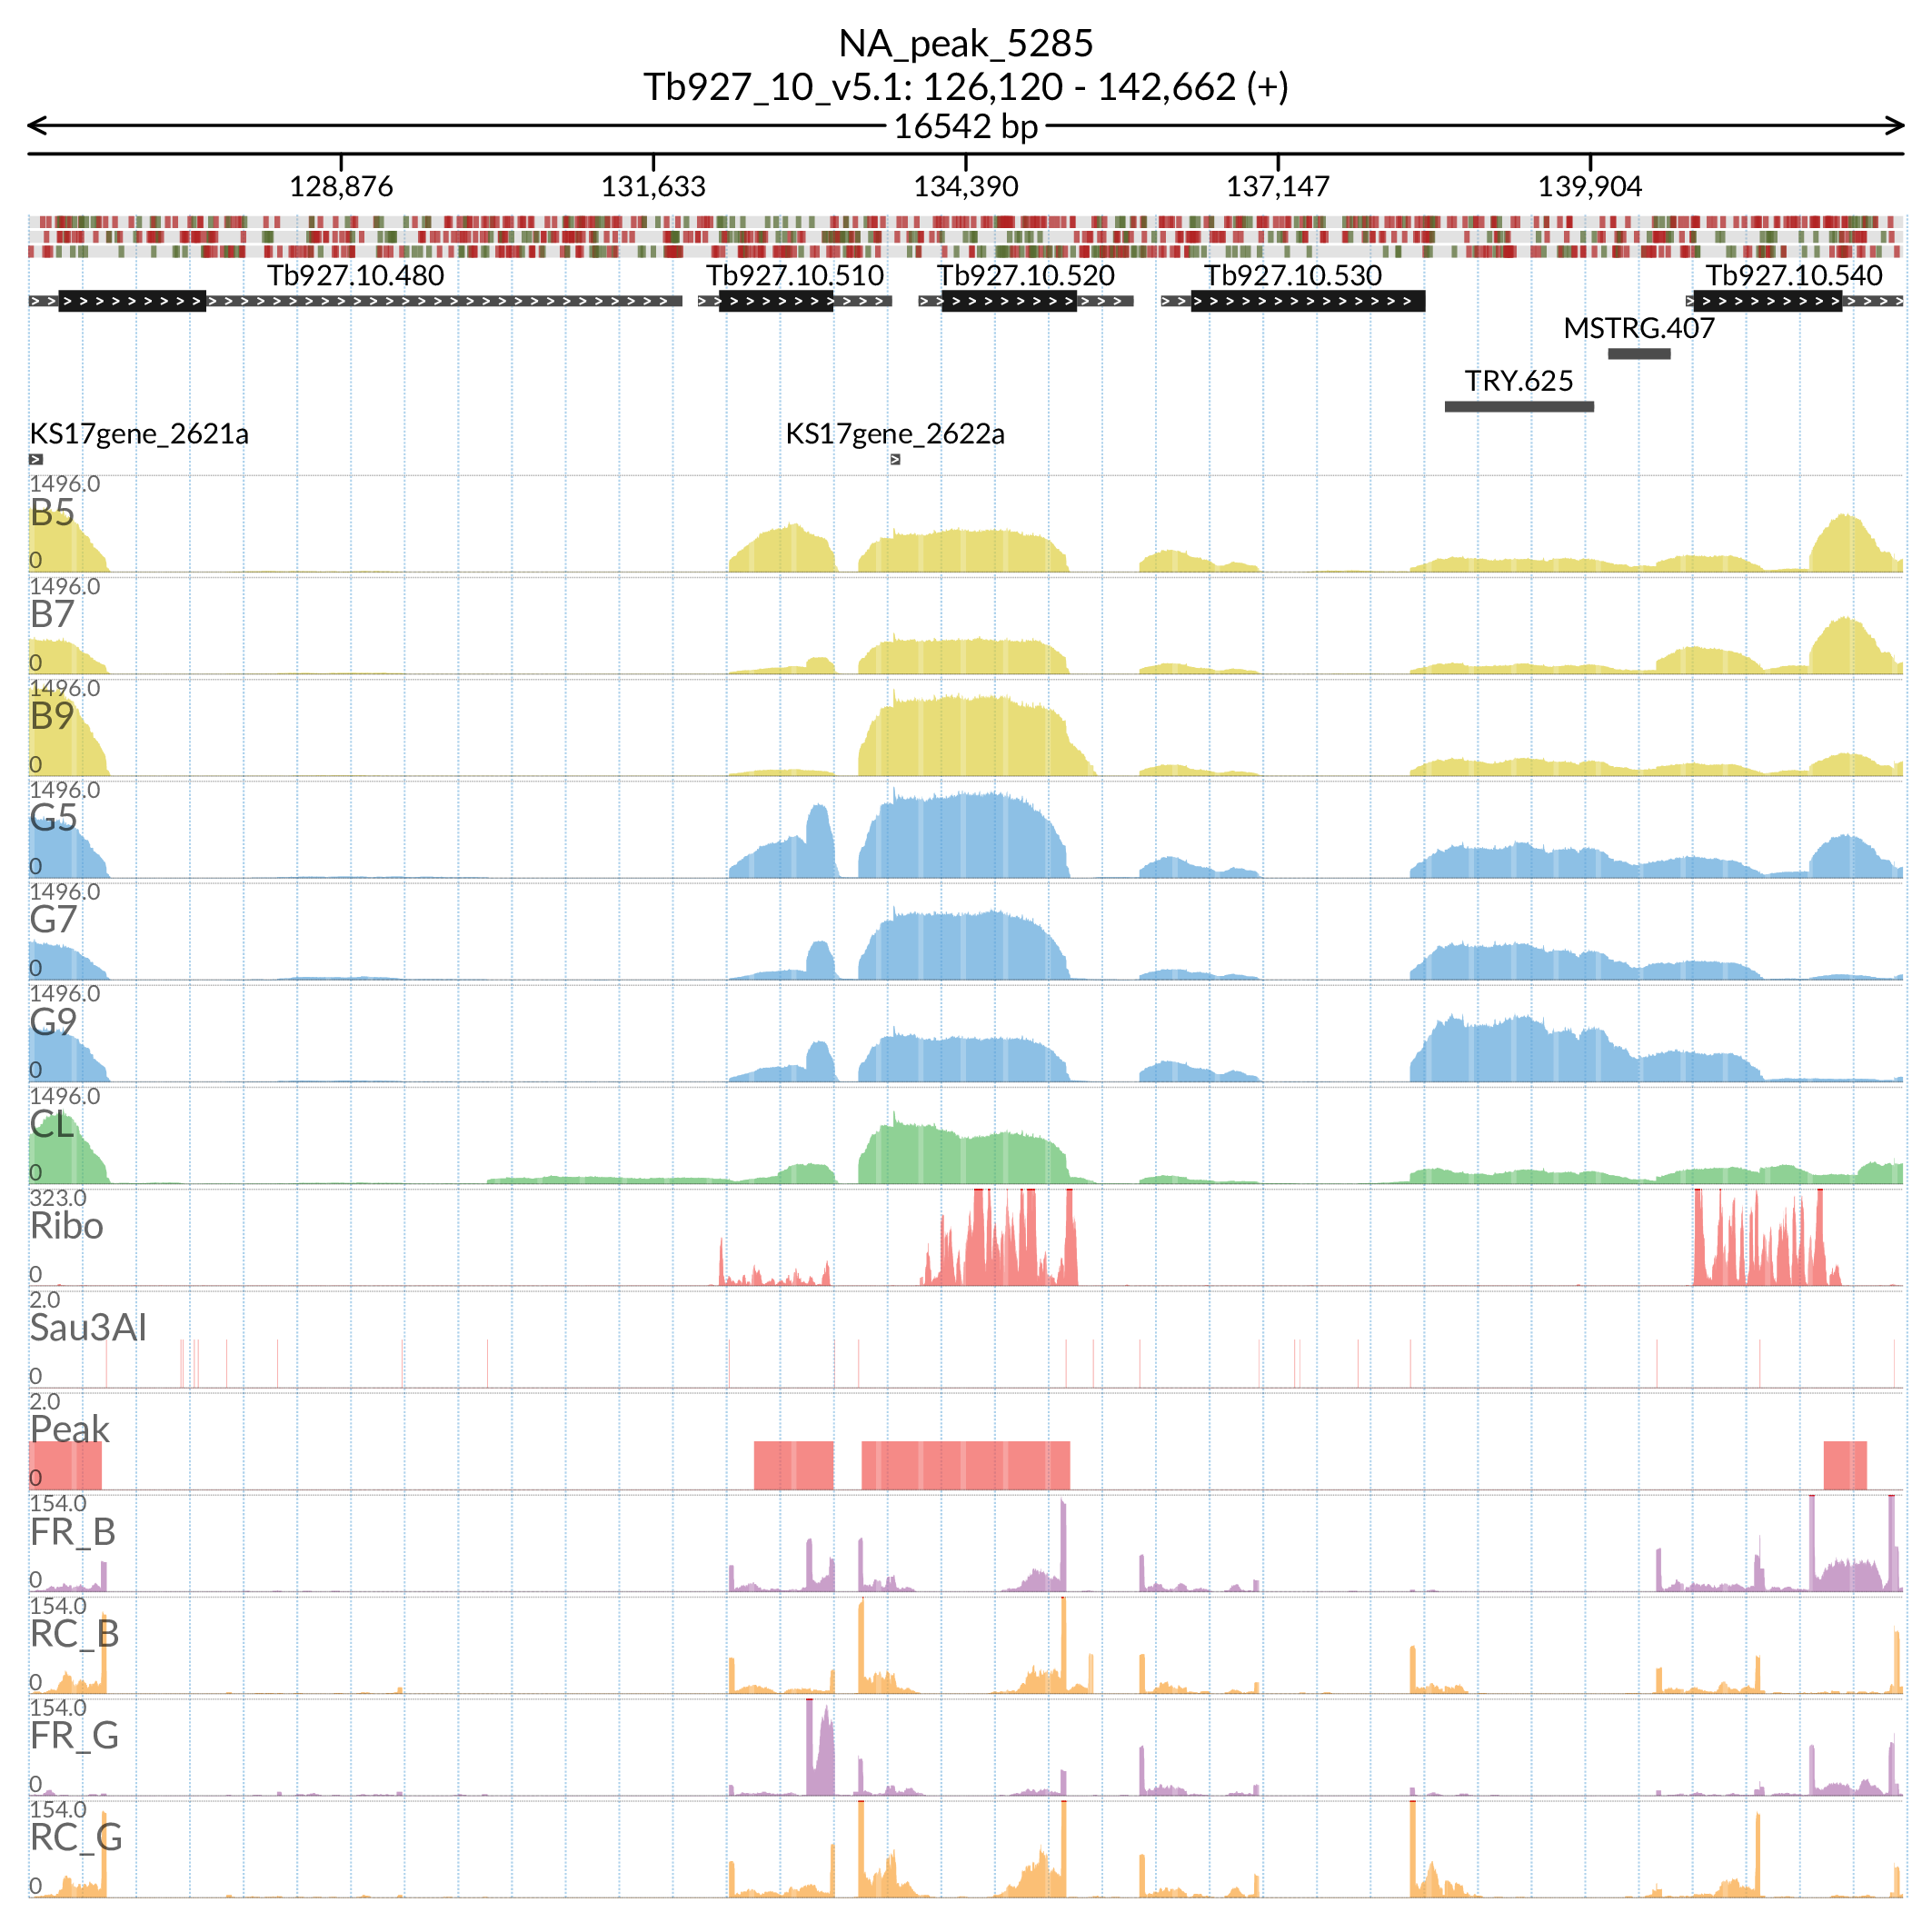 NA_peak_5285
Tb927_10_v5.1: 126,120 - 142,662 (+)
16542 bp
128,876 131,633 134,390 137,147 139,904
Tb927.10.480 Tb927.10.510 Tb927.10.520 Tb927.10.530 Tb927.10.540
MSTRG.407
TRY.625
KS17gene_2621a KS17gene_2622a
1496.0
B5
0
1496.0
B7
0
1496.0
B9
0
1496.0
G5
0
1496.0
G7
0
1496.0
G9
0
1496.0
CL
0
323.0
Ribo
0
2.0
Sau3AI
0
2.0
Peak
0
154.0
FR_B
0
154.0
RC_B
0
154.0
FR_G
0
154.0
RC_G
0